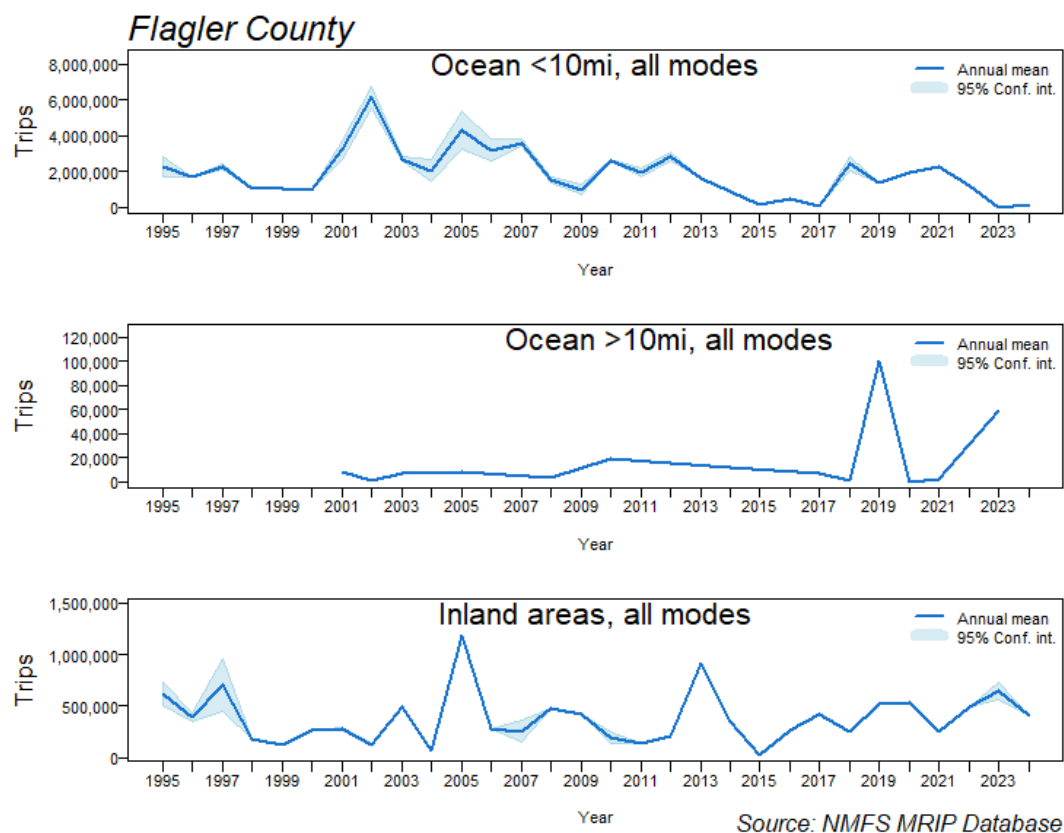 Flagler County
Ocean <10mi, all modes
Annual mean
95% Conf. int.
Trips
8,000,000
6,000,000
4,000,000
2,000,000
0
1995 1997 1999 2001 2003 2005 2007 2009 2011 2013 2015 2017 2019 2021 2023
Year
Ocean >10mi, all modes
Annual mean
95% Conf. int.
Trips
120,000
100,000
80,000
60,000
40,000
20,000
0
1995 1997 1999 2001 2003 2005 2007 2009 2011 2013 2015 2017 2019 2021 2023
Year
Inland areas, all modes
Annual mean
95% Conf. int.
Trips
1,500,000
1,000,000
500,000
0
1995 1997 1999 2001 2003 2005 2007 2009 2011 2013 2015 2017 2019 2021 2023
Year
Source: NMFS MRIP Database